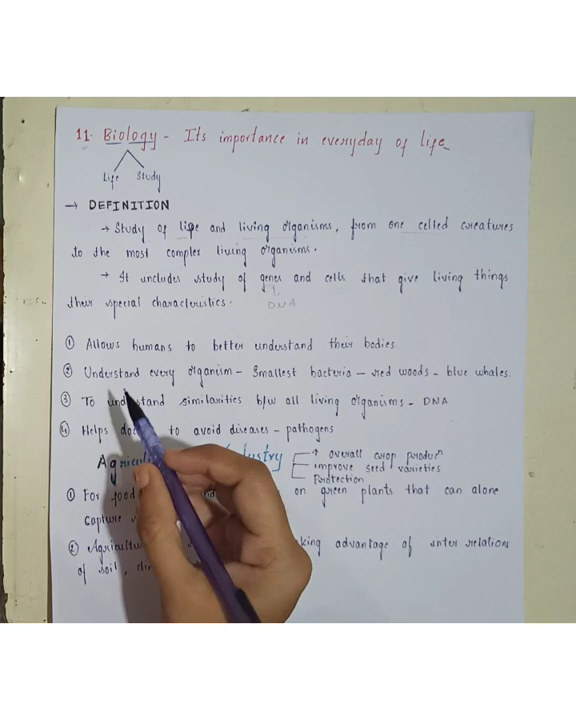 11. Biology - Its importance in everyday of life
Life Study
→ DEFINITION
→ Study of life and living organisms, from one celled creatures
to the most complex living organisms.
→ It includes study of genes and cells that give living things
DNA
their special characteristics.
① Allows humans to better understand their bodies
② Understand every organism - Smallest bacteria - red woods - blue whales.
③ To understand similarities b/w all living organisms - DNA
④ Helps to avoid diseases - pathogens
↑ overall crop
improve seed varieties
Protection
① For food on green plants that can alone
capture
② advantage of inter relations
of soil,